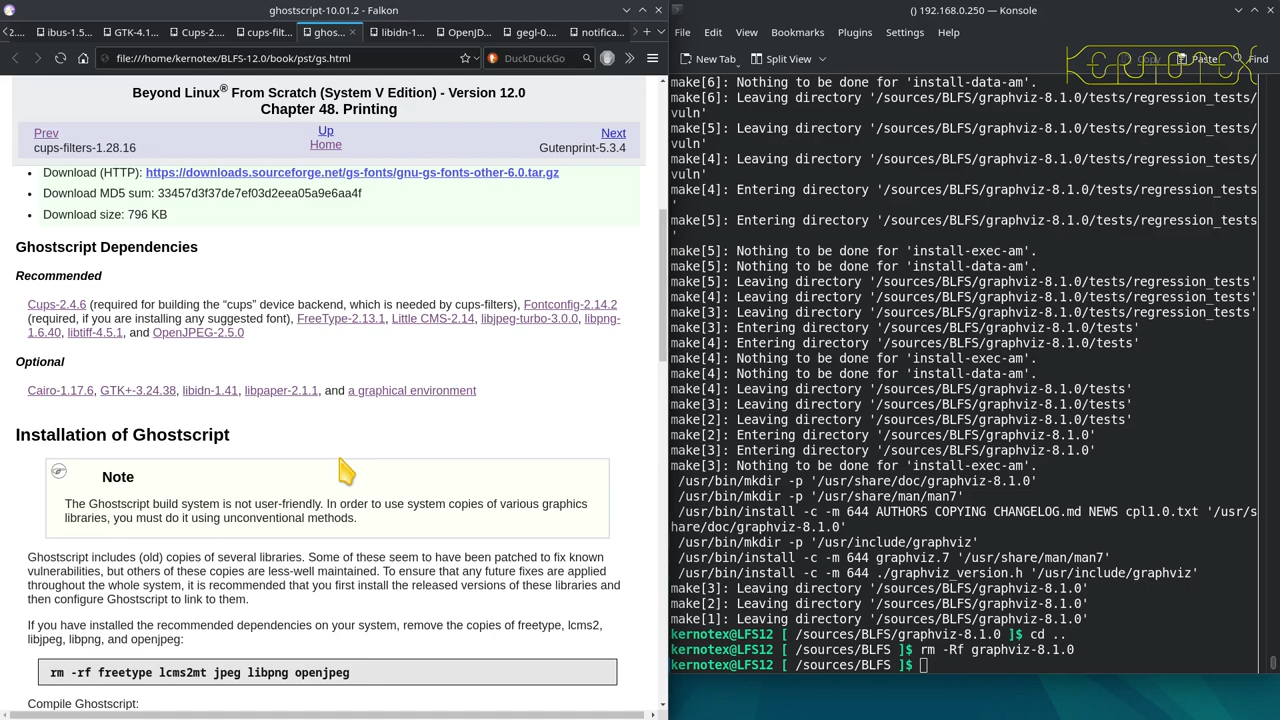 ghostscript-10.01.2 - Falkon
2....
ibus-1.5...
GTK-4.1...
Cups-2....
cups-filt...
ghos...
libidn-1...
OpenJD...
gegl-0....
notifica...
file:///home/kernotex/BLFS-12.0/book/pst/gs.html
DuckDuckGo
Beyond Linux® From Scratch (System V Edition) - Version 12.0
Chapter 48. Printing
Prev
Up
Next
cups-filters-1.28.16
Home
Gutenprint-5.3.4
Download (HTTP): https://downloads.sourceforge.net/gs-fonts/gnu-gs-fonts-other-6.0.tar.gz
Download MD5 sum: 33457d3f37de7ef03d2eea05a9e6aa4f
Download size: 796 KB
Ghostscript Dependencies
Recommended
Cups-2.4.6 (required for building the “cups” device backend, which is needed by cups-filters), Fontconfig-2.14.2
(required, if you are installing any suggested font), FreeType-2.13.1, Little CMS-2.14, libjpeg-turbo-3.0.0, libpng-
1.6.40, libtiff-4.5.1, and OpenJPEG-2.5.0
Optional
Cairo-1.17.6, GTK+-3.24.38, libidn-1.41, libpaper-2.1.1, and a graphical environment
Installation of Ghostscript
Note
The Ghostscript build system is not user-friendly. In order to use system copies of various graphics
libraries, you must do it using unconventional methods.
Ghostscript includes (old) copies of several libraries. Some of these seem to have been patched to fix known
vulnerabilities, but others of these copies are less-well maintained. To ensure that any future fixes are applied
throughout the whole system, it is recommended that you first install the released versions of these libraries and
then configure Ghostscript to link to them.
If you have installed the recommended dependencies on your system, remove the copies of freetype, lcms2,
libjpeg, libpng, and openjpeg:
rm -rf freetype lcms2mt jpeg libpng openjpeg
Compile Ghostscript:
() 192.168.0.250 — Konsole
File Edit View Bookmarks Plugins Settings Help
New Tab
Split View
Copy
Paste
Find
KERNOTEX
make[6]: Nothing to be done for 'install-data-am'.
make[6]: Leaving directory '/sources/BLFS/graphviz-8.1.0/tests/regression_tests/
vuln'
make[5]: Leaving directory '/sources/BLFS/graphviz-8.1.0/tests/regression_tests/
vuln'
make[4]: Leaving directory '/sources/BLFS/graphviz-8.1.0/tests/regression_tests/
vuln'
make[4]: Entering directory '/sources/BLFS/graphviz-8.1.0/tests/regression_tests
'
make[5]: Entering directory '/sources/BLFS/graphviz-8.1.0/tests/regression_tests
'
make[5]: Nothing to be done for 'install-exec-am'.
make[5]: Nothing to be done for 'install-data-am'.
make[5]: Leaving directory '/sources/BLFS/graphviz-8.1.0/tests/regression_tests'
make[4]: Leaving directory '/sources/BLFS/graphviz-8.1.0/tests/regression_tests'
make[3]: Leaving directory '/sources/BLFS/graphviz-8.1.0/tests/regression_tests'
make[3]: Entering directory '/sources/BLFS/graphviz-8.1.0/tests'
make[4]: Entering directory '/sources/BLFS/graphviz-8.1.0/tests'
make[4]: Nothing to be done for 'install-exec-am'.
make[4]: Nothing to be done for 'install-data-am'.
make[4]: Leaving directory '/sources/BLFS/graphviz-8.1.0/tests'
make[3]: Leaving directory '/sources/BLFS/graphviz-8.1.0/tests'
make[2]: Leaving directory '/sources/BLFS/graphviz-8.1.0/tests'
make[2]: Entering directory '/sources/BLFS/graphviz-8.1.0'
make[3]: Entering directory '/sources/BLFS/graphviz-8.1.0'
make[3]: Nothing to be done for 'install-exec-am'.
/usr/bin/mkdir -p '/usr/share/doc/graphviz-8.1.0'
/usr/bin/mkdir -p '/usr/share/man/man7'
/usr/bin/install -c -m 644 AUTHORS COPYING CHANGELOG.md NEWS cpl1.0.txt '/usr/s
hare/doc/graphviz-8.1.0'
/usr/bin/mkdir -p '/usr/include/graphviz'
/usr/bin/install -c -m 644 graphviz.7 '/usr/share/man/man7'
/usr/bin/install -c -m 644 ./graphviz_version.h '/usr/include/graphviz'
make[3]: Leaving directory '/sources/BLFS/graphviz-8.1.0'
make[2]: Leaving directory '/sources/BLFS/graphviz-8.1.0'
make[1]: Leaving directory '/sources/BLFS/graphviz-8.1.0'
kernotex@LFS12 [ /sources/BLFS/graphviz-8.1.0 ]$ cd ..
kernotex@LFS12 [ /sources/BLFS ]$ rm -Rf graphviz-8.1.0
kernotex@LFS12 [ /sources/BLFS ]$